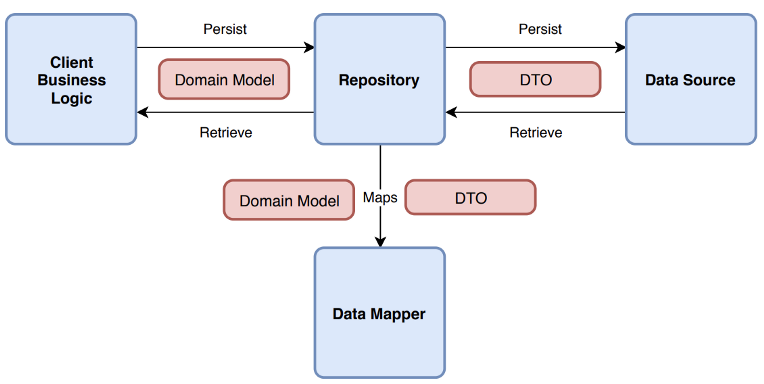 Persist
Persist
Client
Business
Logic
Domain Model
Repository
DTO
Data Source
Retrieve
Retrieve
Domain Model
Maps
DTO
Data Mapper